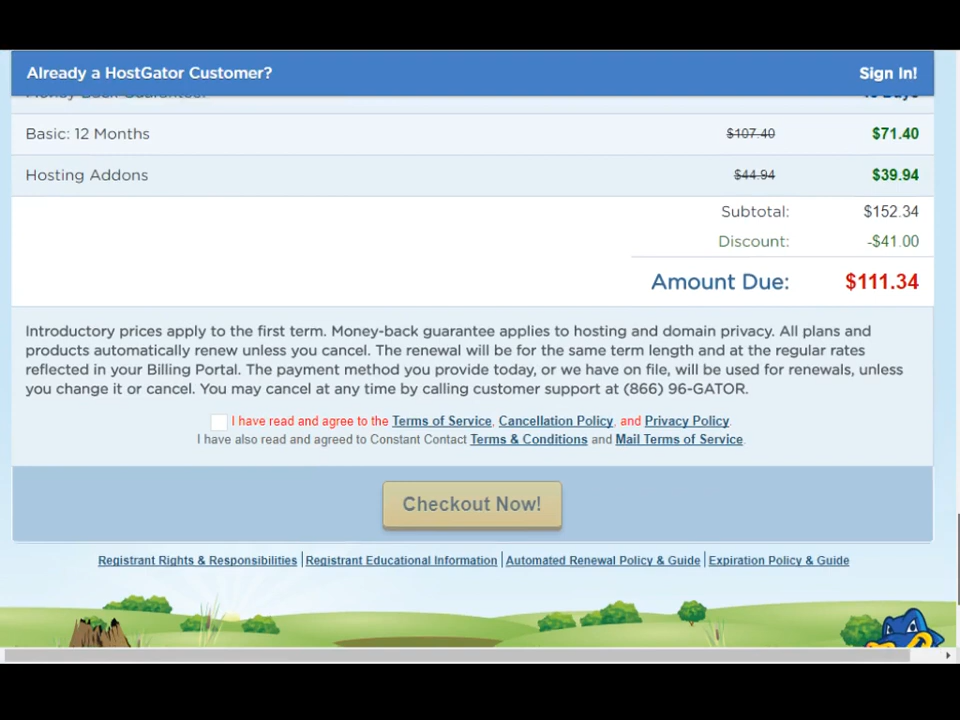 Already a HostGator Customer? Sign In!
Basic: 12 Months $107.40 $71.40
Hosting Addons $44.94 $39.94
Subtotal: $152.34
Discount: -$41.00
Amount Due: $111.34
Introductory prices apply to the first term. Money-back guarantee applies to hosting and domain privacy. All plans and
products automatically renew unless you cancel. The renewal will be for the same term length and at the regular rates
reflected in your Billing Portal. The payment method you provide today, or we have on file, will be used for renewals, unless
you change it or cancel. You may cancel at any time by calling customer support at (866) 96-GATOR.
I have read and agree to the Terms of Service, Cancellation Policy, and Privacy Policy.
I have also read and agreed to Constant Contact Terms & Conditions and Mail Terms of Service.
Checkout Now!
Registrant Rights & Responsibilities | Registrant Educational Information | Automated Renewal Policy & Guide | Expiration Policy & Guide